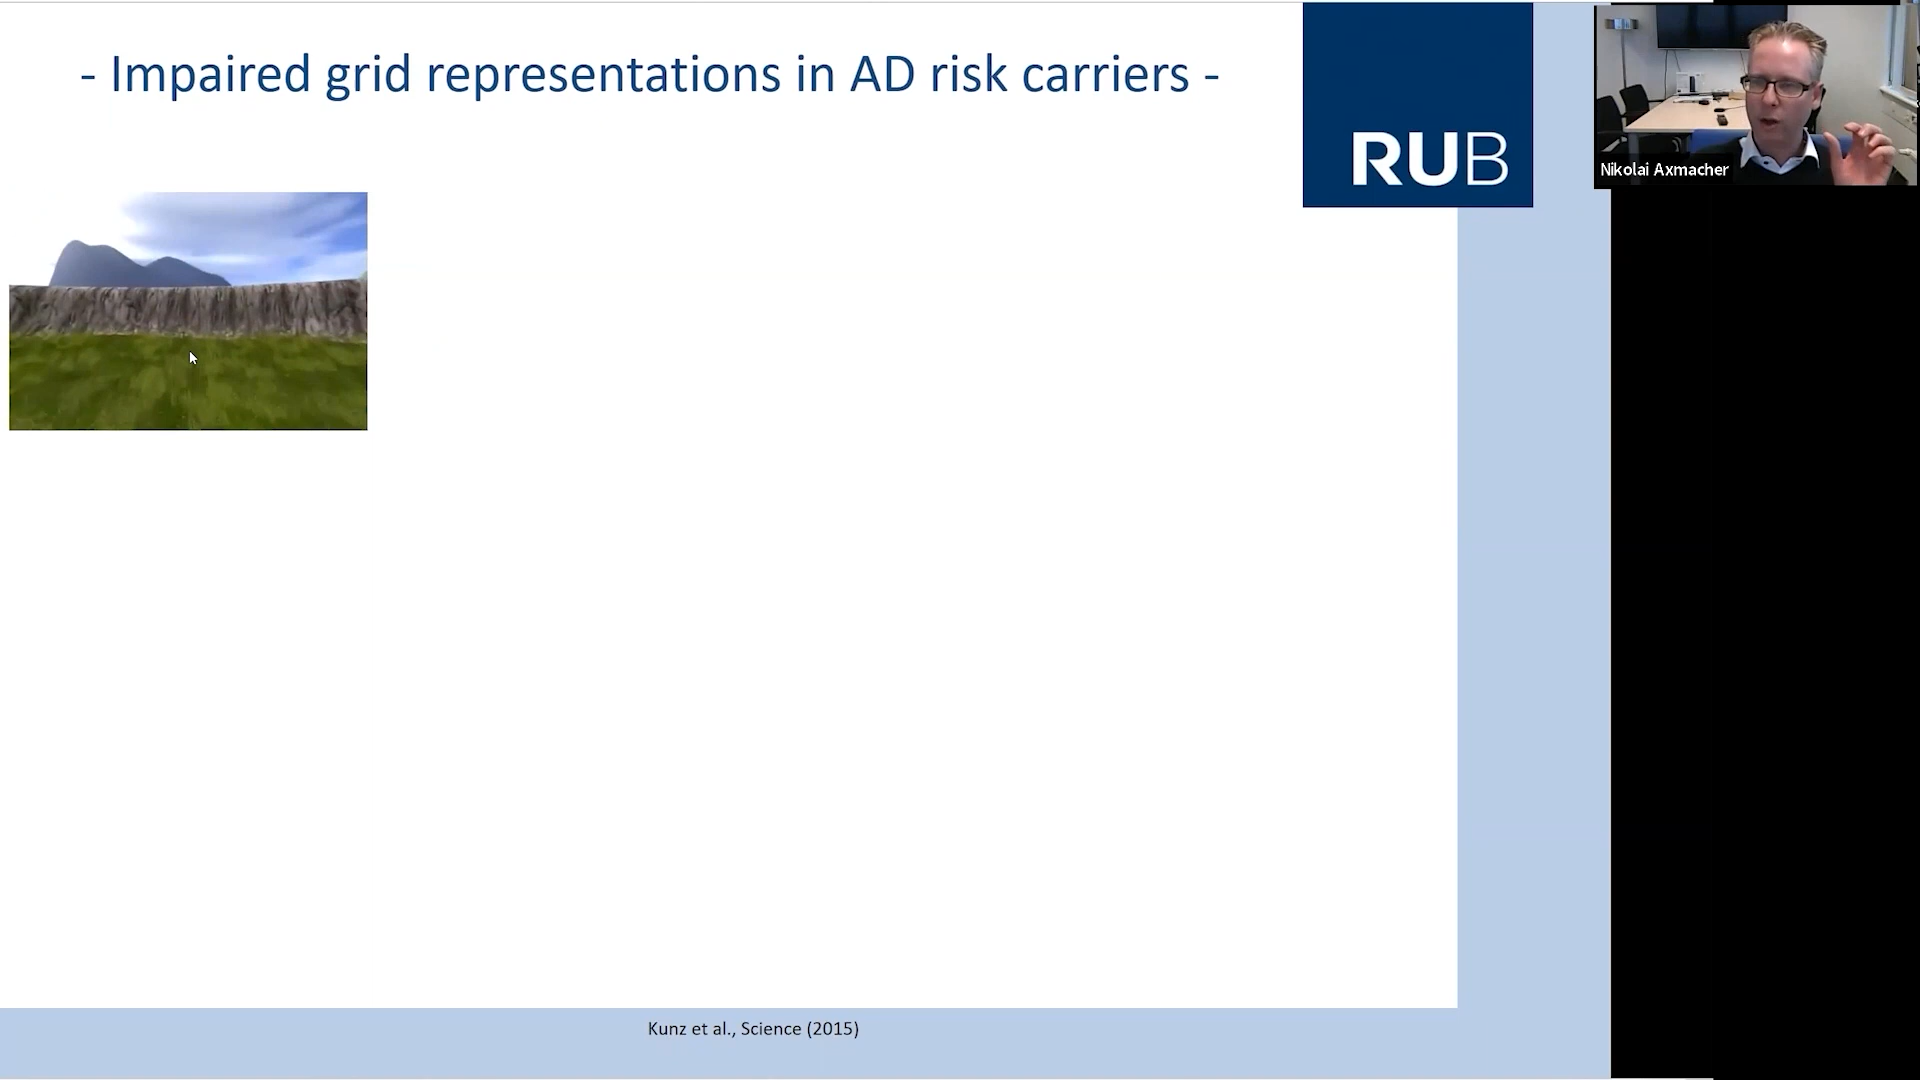 - Impaired grid representations in AD risk carriers -
RUB
Nikolai Axmacher
Kunz et al., Science (2015)